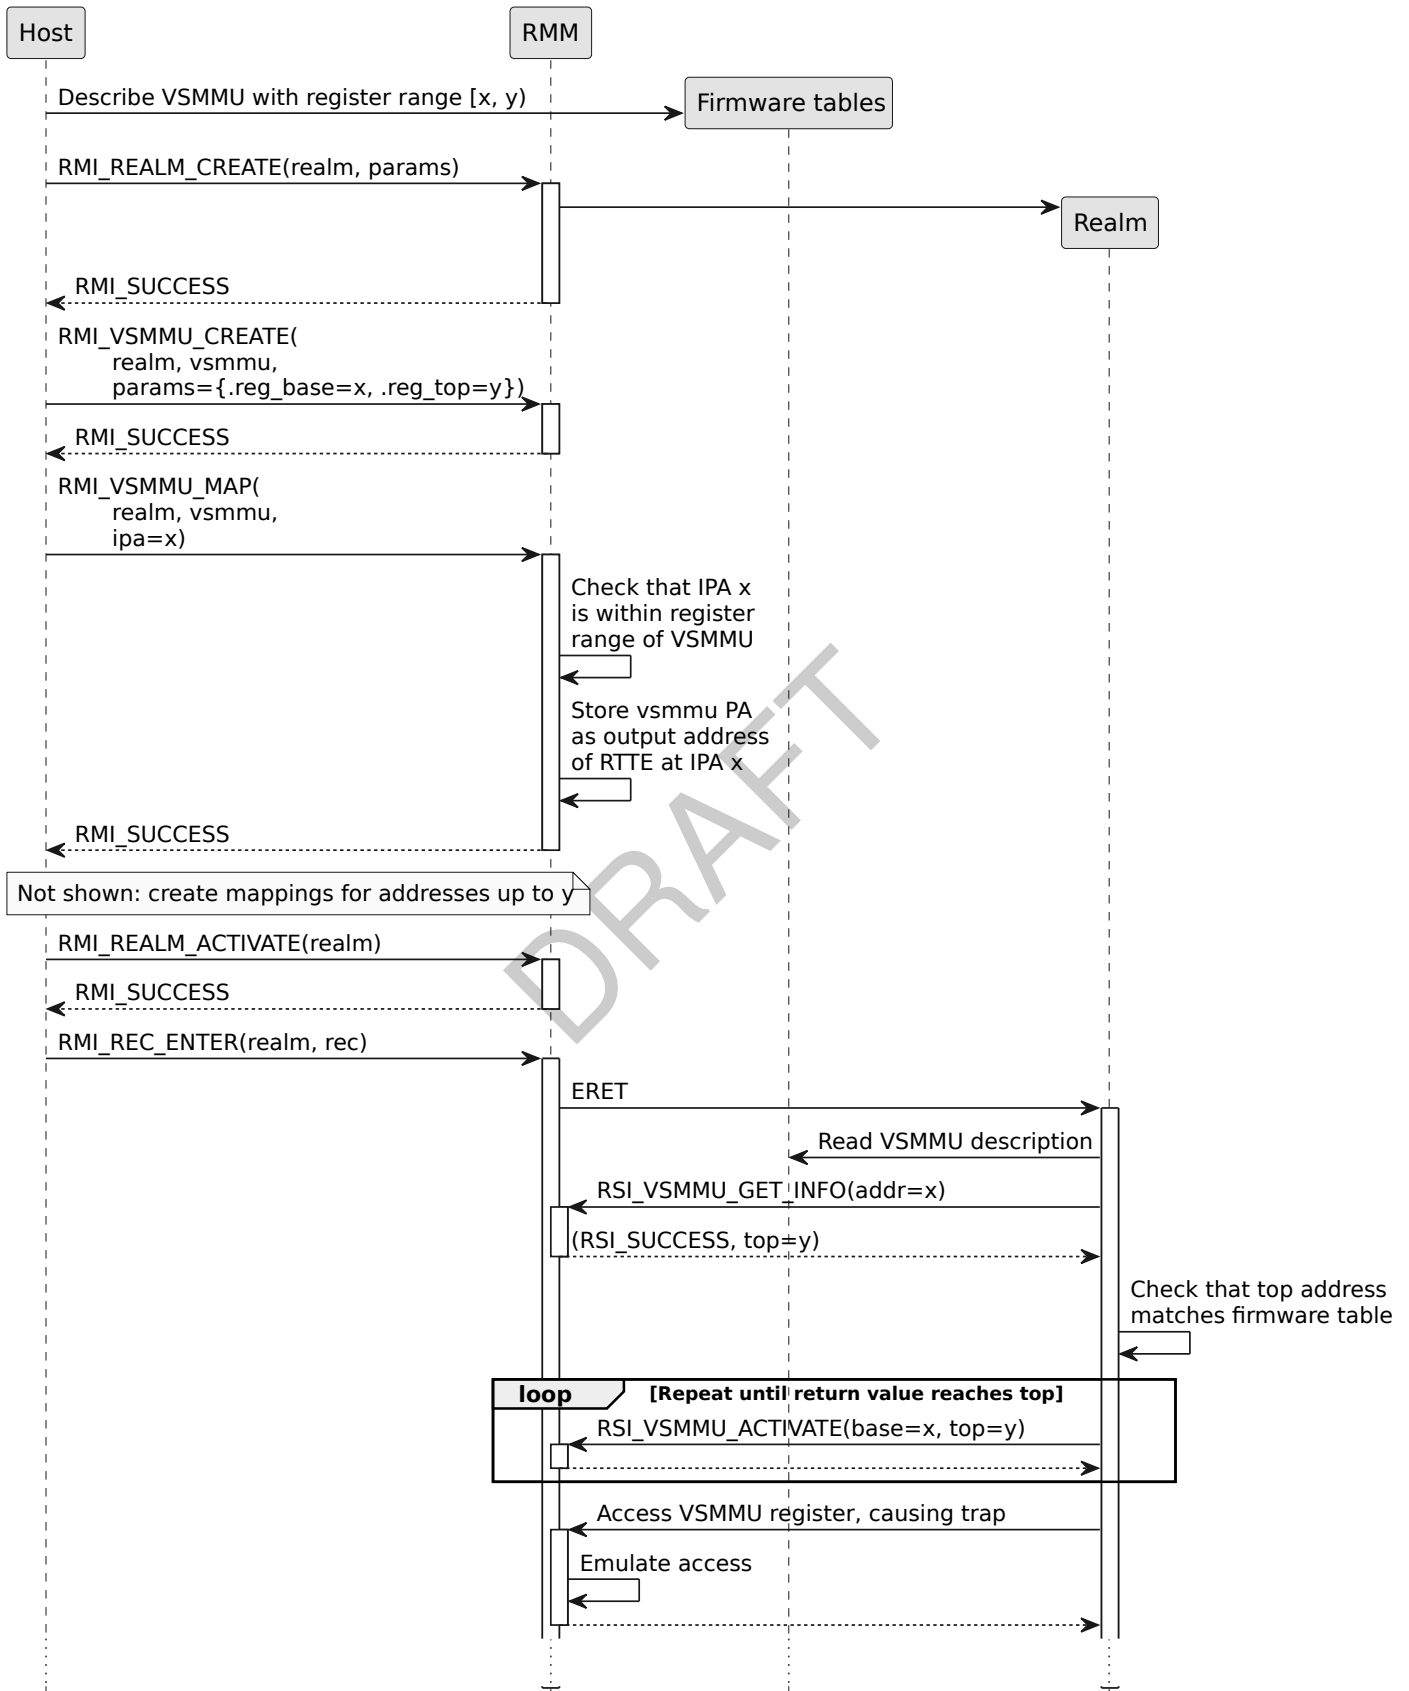 Host
RMM
Describe VSMMU with register range [x, y)
Firmware tables
RMI_REALM_CREATE(realm, params)
Realm
RMI_SUCCESS
RMI_VSMMU_CREATE(
realm, vsmmu,
params={.reg_base=x, .reg_top=y})
RMI_SUCCESS
RMI_VSMMU_MAP(
realm, vsmmu,
ipa=x)
Check that IPA x
is within register
range of VSMMU
Store vsmmu PA
as output address
of RTTE at IPA x
RMI_SUCCESS
DRAFT
Not shown: create mappings for addresses up to y
RMI_REALM_ACTIVATE(realm)
RMI_SUCCESS
RMI_REC_ENTER(realm, rec)
ERET
Read VSMMU description
RSI_VSMMU_GET_INFO(addr=x)
(RSI_SUCCESS, top=y)
Check that top address
matches firmware table
loop [Repeat until return value reaches top]
RSI_VSMMU_ACTIVATE(base=x, top=y)
Access VSMMU register, causing trap
Emulate access